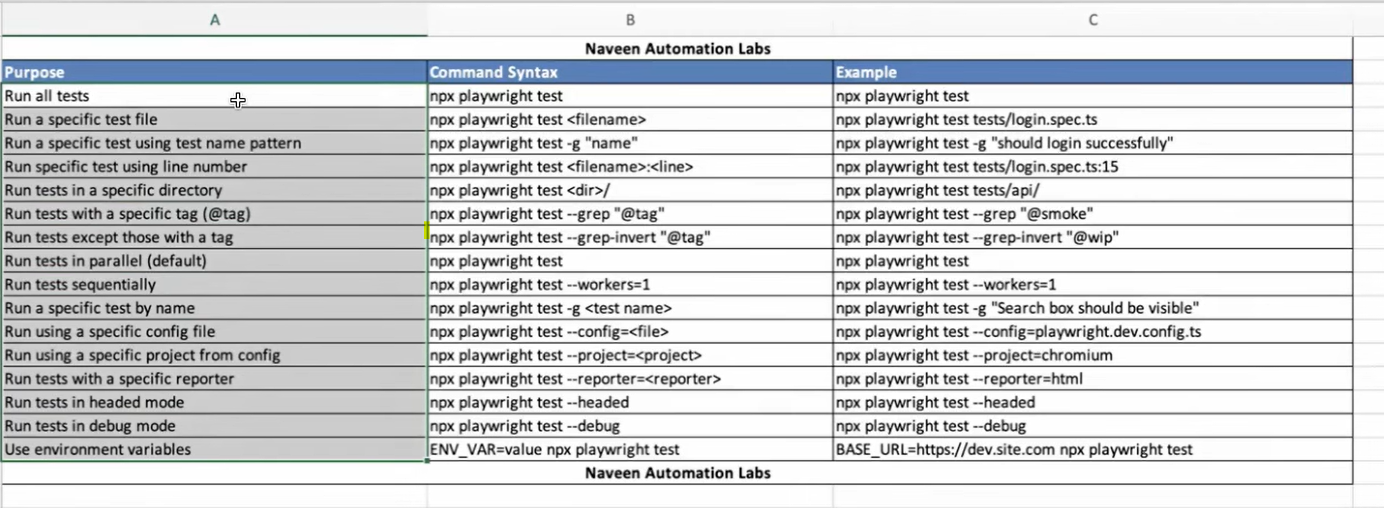 A B C
Naveen Automation Labs
Purpose Command Syntax Example
Run all tests npx playwright test npx playwright test
Run a specific test file npx playwright test <filename> npx playwright test tests/login.spec.ts
Run a specific test using test name pattern npx playwright test -g "name" npx playwright test -g "should login successfully"
Run specific test using line number npx playwright test <filename>:<line> npx playwright test tests/login.spec.ts:15
Run tests in a specific directory npx playwright test <dir>/ npx playwright test tests/api/
Run tests with a specific tag (@tag) npx playwright test --grep "@tag" npx playwright test --grep "@smoke"
Run tests except those with a tag npx playwright test --grep-invert "@tag" npx playwright test --grep-invert "@wip"
Run tests in parallel (default) npx playwright test npx playwright test
Run tests sequentially npx playwright test --workers=1 npx playwright test --workers=1
Run a specific test by name npx playwright test -g <test name> npx playwright test -g "Search box should be visible"
Run using a specific config file npx playwright test --config=<file> npx playwright test --config=playwright.dev.config.ts
Run using a specific project from config npx playwright test --project=<project> npx playwright test --project=chromium
Run tests with a specific reporter npx playwright test --reporter=<reporter> npx playwright test --reporter=html
Run tests in headed mode npx playwright test --headed npx playwright test --headed
Run tests in debug mode npx playwright test --debug npx playwright test --debug
Use environment variables ENV_VAR=value npx playwright test BASE_URL=https://dev.site.com npx playwright test
Naveen Automation Labs